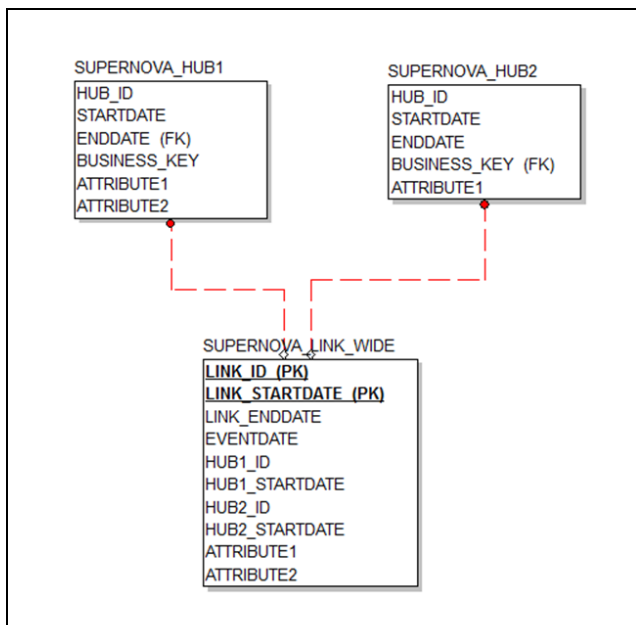 SUPERNOVA_HUB1
HUB_ID
STARTDATE
ENDDATE (FK)
BUSINESS_KEY
ATTRIBUTE1
ATTRIBUTE2
SUPERNOVA_HUB2
HUB_ID
STARTDATE
ENDDATE
BUSINESS_KEY (FK)
ATTRIBUTE1
SUPERNOVA_LINK_WIDE
LINK_ID (PK)
LINK_STARTDATE (PK)
LINK_ENDDATE
EVENTDATE
HUB1_ID
HUB1_STARTDATE
HUB2_ID
HUB2_STARTDATE
ATTRIBUTE1
ATTRIBUTE2